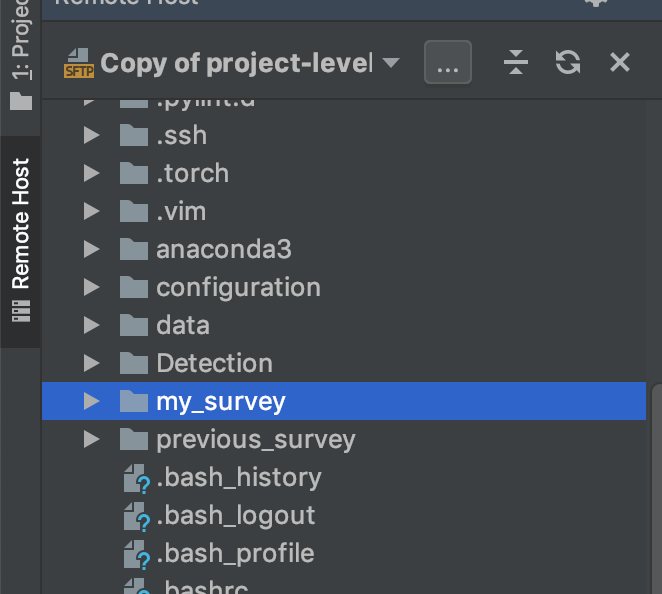 Remote Host
1: Projec
SFTP Copy of project-level
...
.pylint.d
.ssh
.torch
.vim
Remote Host
anaconda3
configuration
data
Detection
my_survey
previous_survey
.bash_history
.bash_logout
.bash_profile
.bashrc